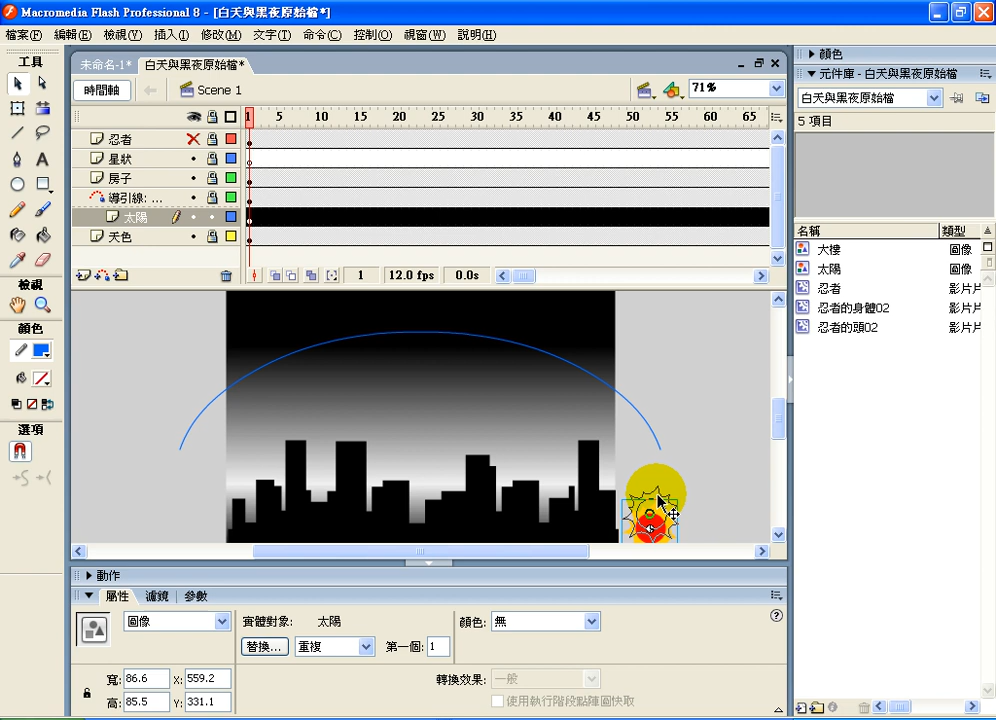 Macromedia Flash Professional 8 - [白天與黑夜原始檔*]
檔案(F) 編輯(E) 檢視(V) 插入(I) 修改(M) 文字(T) 命令(C) 控制(O) 視窗(W) 說明(H)
工具
檢視
顏色
選項
未命名-1* 白天與黑夜原始檔*
時間軸 Scene 1 71%
1 5 10 15 20 25 30 35 40 45 50 55 60 65
忍者
星狀
房子
導引線: ...
太陽
天色
1 12.0 fps 0.0s
動作
屬性 濾鏡 參數
圖像 實體對象: 太陽 顏色: 無
替換... 重複 第一個: 1
寬: 86.6 X: 559.2 轉換效果: 一般
高: 85.5 Y: 331.1 使用執行階段點陣圖快取
顏色
元件庫 - 白天與黑夜原始檔
白天與黑夜原始檔
5 項目
名稱 類型
大樓 圖像
太陽 圖像
忍者 影片片
忍者的身體02 影片片
忍者的頭02 影片片